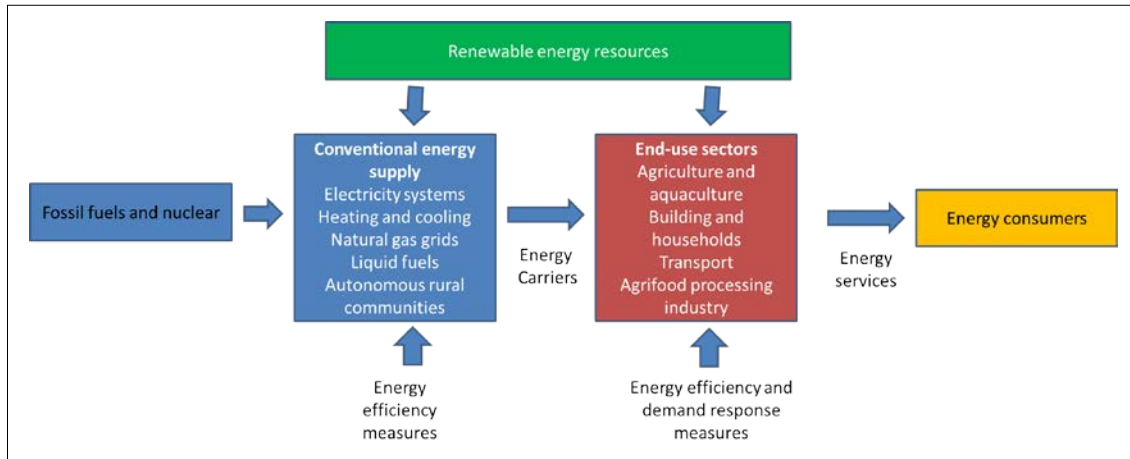 Renewable energy resources
Fossil fuels and nuclear
Conventional energy
supply
Electricity systems
Heating and cooling
Natural gas grids
Liquid fuels
Autonomous rural
communities
Energy
Carriers
End-use sectors
Agriculture and
aquaculture
Building and
households
Transport
Agrifood processing
industry
Energy
services
Energy consumers
Energy
efficiency
measures
Energy efficiency and
demand response
measures